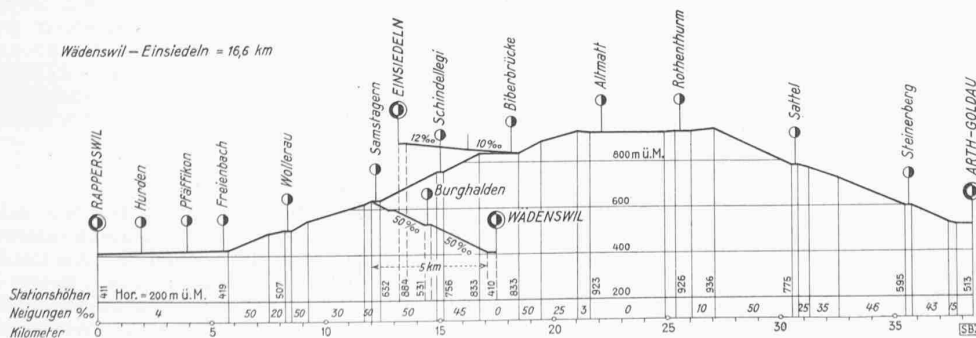 Wädenswil – Einsiedeln = 16,6 km
RAPPERSWIL
Hurden
Pfäffikon
Freienbach
Wollerau
Samstagern
EINSIEDELN
Schindellegi
Biberbrücke
Altmatt
Rothenthurm
Sattel
Steinerberg
ARTH-GOLDAU
12‰ 10‰
Burghalden
WÄDENSWIL
50‰ 50‰
5 km
800 m ü.M.
600
400
200
Stationshöhen 411 Hor. = 200 m ü.M. 419 507 632 884 531 756 833 410 833 923 926 936 775 595 513
Neigungen ‰ 4 50 20 50 30 50 50 45 0 50 25 3 0 10 50 25 35 46 43 15
Kilometer 0 5 10 15 20 25 30 35 SBZ